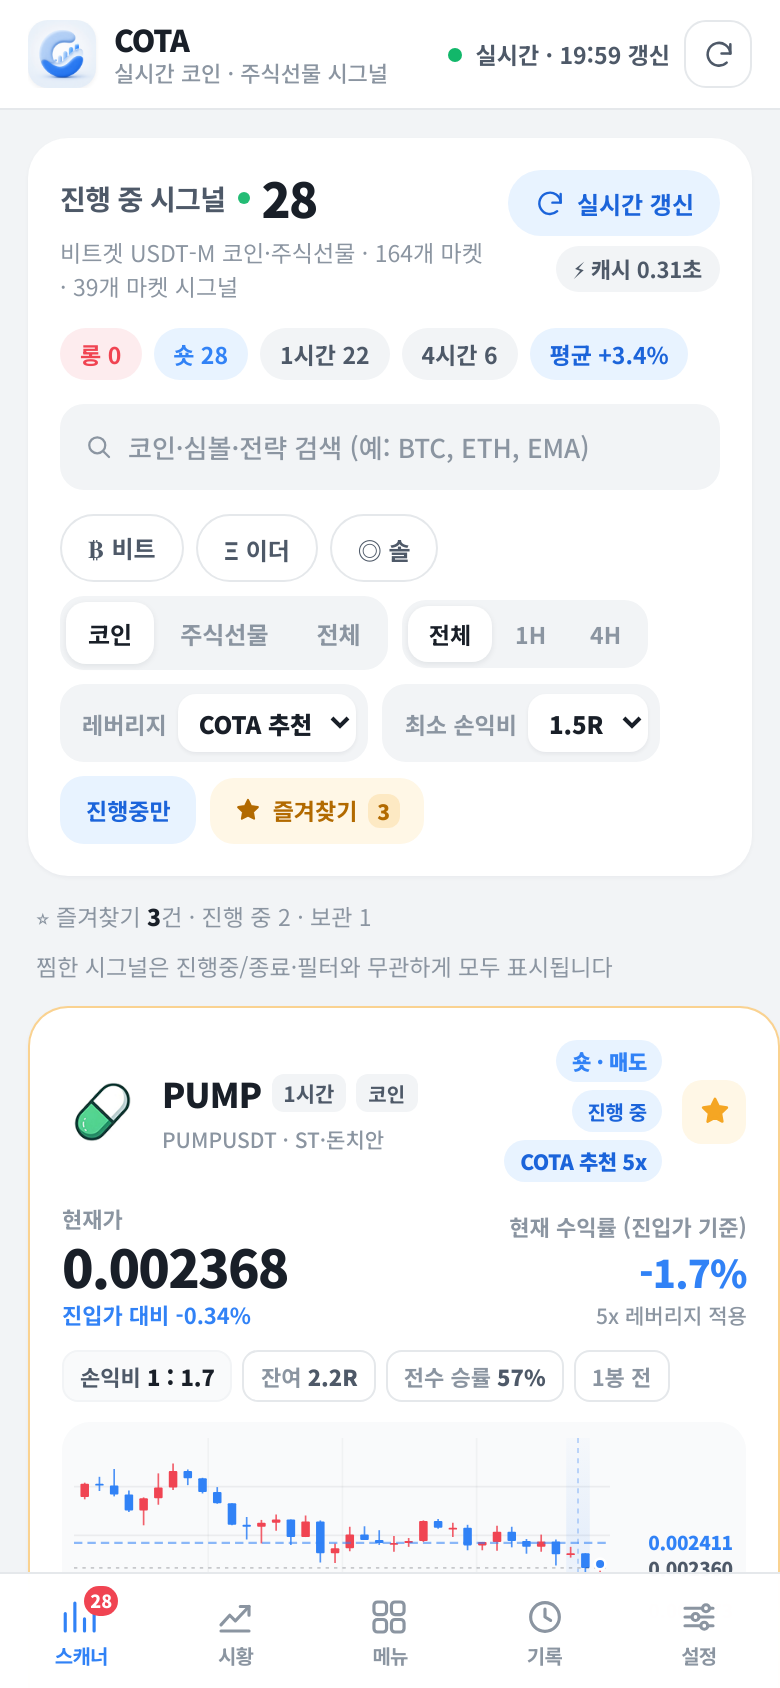 COTA
실시간 코인 · 주식선물 시그널
실시간 · 19:59 갱신
진행 중 시그널 28
실시간 갱신
비트겟 USDT-M 코인·주식선물 · 164개 마켓
· 39개 마켓 시그널
⚡ 캐시 0.31초
롱 0
숏 28
1시간 22
4시간 6
평균 +3.4%
코인·심볼·전략 검색 (예: BTC, ETH, EMA)
₿ 비트
Ξ 이더
◎ 솔
코인
주식선물
전체
전체
1H
4H
레버리지
COTA 추천
최소 손익비
1.5R
진행중만
★ 즐겨찾기 3
☆ 즐겨찾기 3건 · 진행 중 2 · 보관 1
찜한 시그널은 진행중/종료·필터와 무관하게 모두 표시됩니다
숏 · 매도
PUMP 1시간 코인
진행 중
PUMPUSDT · ST·돈치안
COTA 추천 5x
현재가
현재 수익률 (진입가 기준)
0.002368
-1.7%
진입가 대비 -0.34%
5x 레버리지 적용
손익비 1 : 1.7
잔여 2.2R
전수 승률 57%
1봉 전
0.002411
0.002360
28
스캐너
시황
메뉴
기록
설정